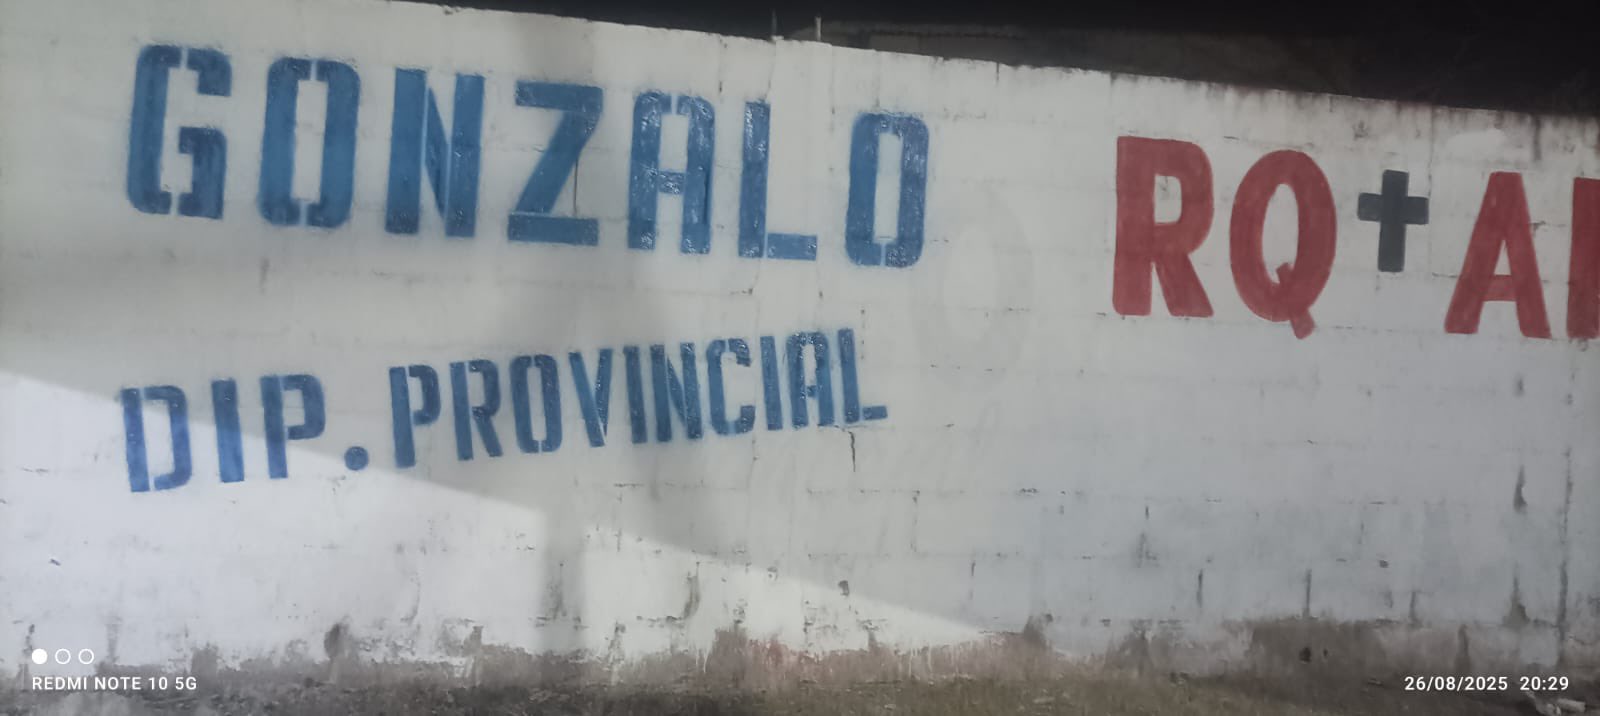 GONZALO
DIP. PROVINCIAL
RQ+A
REDMI NOTE 10 5G
26/08/2025 20:29